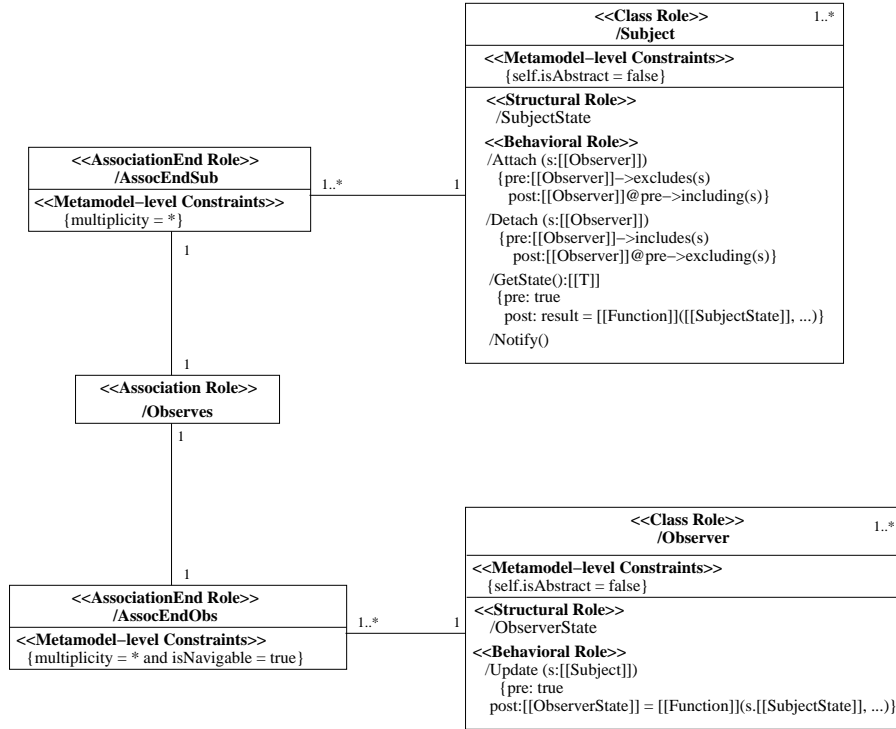 <<Class Role>>
1..*
/Subject
<<Metamodel−level Constraints>>
{self.isAbstract = false}
<<Structural Role>>
/SubjectState
<<Behavioral Role>>
/Attach (s:[[Observer]])
{pre:[[Observer]]−>excludes(s)
post:[[Observer]]@pre−>including(s)}
/Detach (s:[[Observer]])
{pre:[[Observer]]−>includes(s)
post:[[Observer]]@pre−>excluding(s)}
/GetState():[[T]]
{pre: true
post: result = [[Function]]([[SubjectState]], ...)}
/Notify()
<<AssociationEnd Role>>
/AssocEndSub
<<Metamodel−level Constraints>>
{multiplicity = *}
1..*
1
1
1
<<Association Role>>
/Observes
1
1
<<AssociationEnd Role>>
/AssocEndObs
<<Metamodel−level Constraints>>
{multiplicity = * and isNavigable = true}
1..*
1
<<Class Role>>
1..*
/Observer
<<Metamodel−level Constraints>>
{self.isAbstract = false}
<<Structural Role>>
/ObserverState
<<Behavioral Role>>
/Update (s:[[Subject]])
{pre: true
post:[[ObserverState]] = [[Function]](s.[[SubjectState]], ...)}